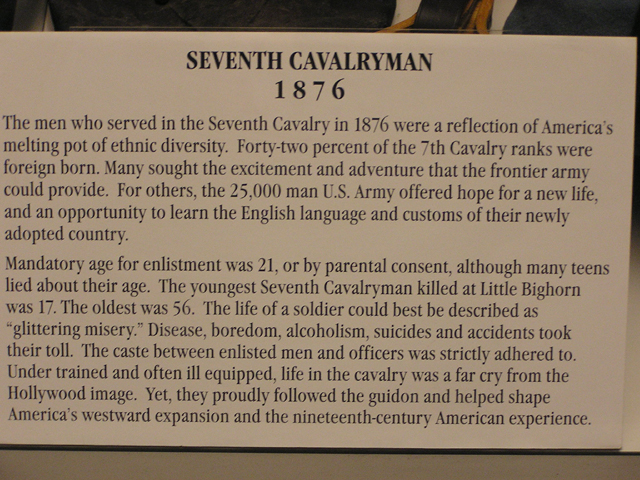 SEVENTH CAVALRYMAN
1876
The men who served in the Seventh Cavalry in 1876 were a reflection of America's
melting pot of ethnic diversity. Forty-two percent of the 7th Cavalry ranks were
foreign born. Many sought the excitement and adventure that the frontier army
could provide. For others, the 25,000 man U.S. Army offered hope for a new life,
and an opportunity to learn the English language and customs of their newly
adopted country.
Mandatory age for enlistment was 21, or by parental consent, although many teens
lied about their age. The youngest Seventh Cavalryman killed at Little Bighorn
was 17. The oldest was 56. The life of a soldier could best be described as
“glittering misery.” Disease, boredom, alcoholism, suicides and accidents took
their toll. The caste between enlisted men and officers was strictly adhered to.
Under trained and often ill equipped, life in the cavalry was a far cry from the
Hollywood image. Yet, they proudly followed the guidon and helped shape
America's westward expansion and the nineteenth-century American experience.